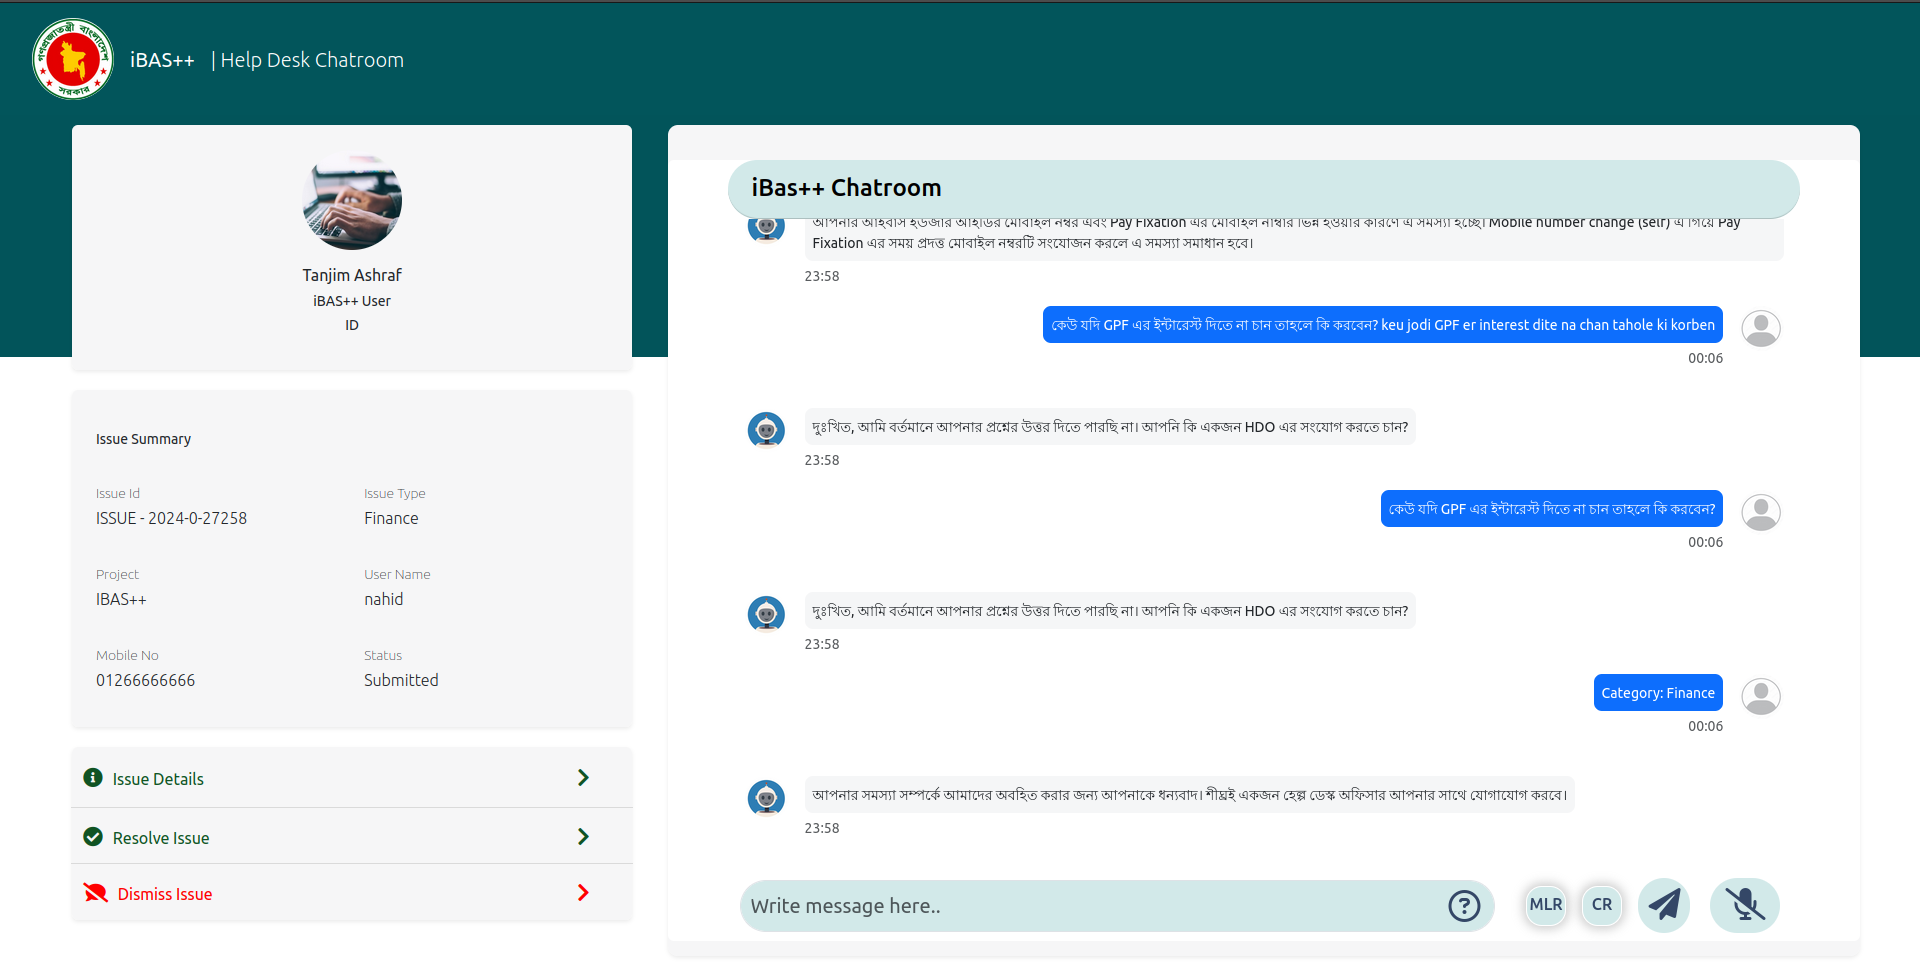 গণপ্রজাতন্ত্রী বাংলাদেশ
সরকার
iBAS++ | Help Desk Chatroom
Tanjim Ashraf
iBAS++ User
ID
Issue Summary
Issue Id
ISSUE - 2024-0-27258
Issue Type
Finance
Project
IBAS++
User Name
nahid
Mobile No
01266666666
Status
Submitted
Issue Details
Resolve Issue
Dismiss Issue
iBas++ Chatroom
আপনার আইবাস ইউজার আইডির মোবাইল নম্বর এবং Pay Fixation এর মোবাইল নাম্বার ভিন্ন হওয়ার কারণে এ সমস্যা হচ্ছে। Mobile number change (self) এ গিয়ে Pay
Fixation এর সময় প্রদত্ত মোবাইল নম্বরটি সংযোজন করলে এ সমস্যা সমাধান হবে।
23:58
কেউ যদি GPF এর ইন্টারেস্ট দিতে না চান তাহলে কি করবেন? keu jodi GPF er interest dite na chan tahole ki korben
00:06
দুঃখিত, আমি বর্তমানে আপনার প্রশ্নের উত্তর দিতে পারছি না। আপনি কি একজন HDO এর সংযোগ করতে চান?
23:58
কেউ যদি GPF এর ইন্টারেস্ট দিতে না চান তাহলে কি করবেন?
00:06
দুঃখিত, আমি বর্তমানে আপনার প্রশ্নের উত্তর দিতে পারছি না। আপনি কি একজন HDO এর সংযোগ করতে চান?
23:58
Category: Finance
00:06
আপনার সমস্যা সম্পর্কে আমাদের অবহিত করার জন্য আপনাকে ধন্যবাদ। শীঘ্রই একজন হেল্প ডেস্ক অফিসার আপনার সাথে যোগাযোগ করবে।
23:58
Write message here..
MLR
CR